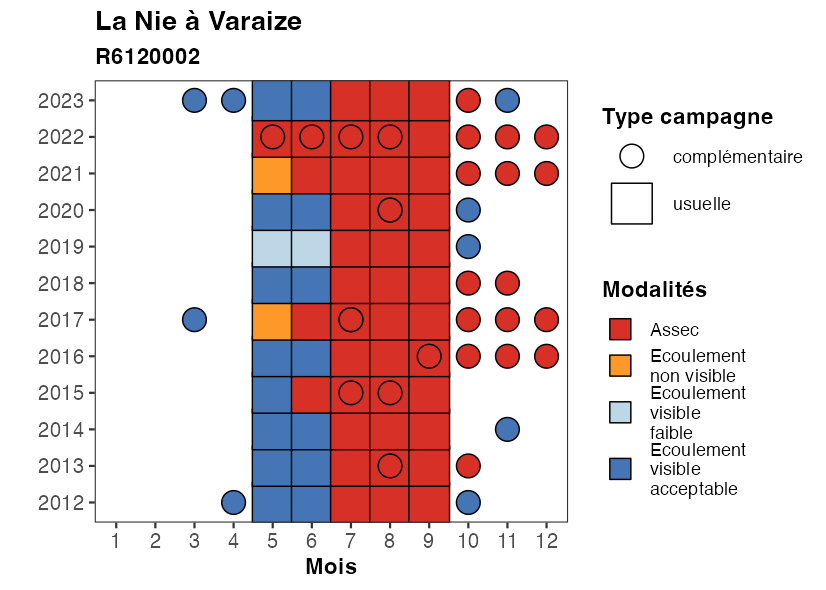 La Nie à Varaize
R6120002
2023
2022
2021
2020
2019
2018
2017
2016
2015
2014
2013
2012
1 2 3 4 5 6 7 8 9 10 11 12
Mois
Type campagne
complémentaire
usuelle
Modalités
Assec
Ecoulement
non visible
Ecoulement
visible
faible
Ecoulement
visible
acceptable